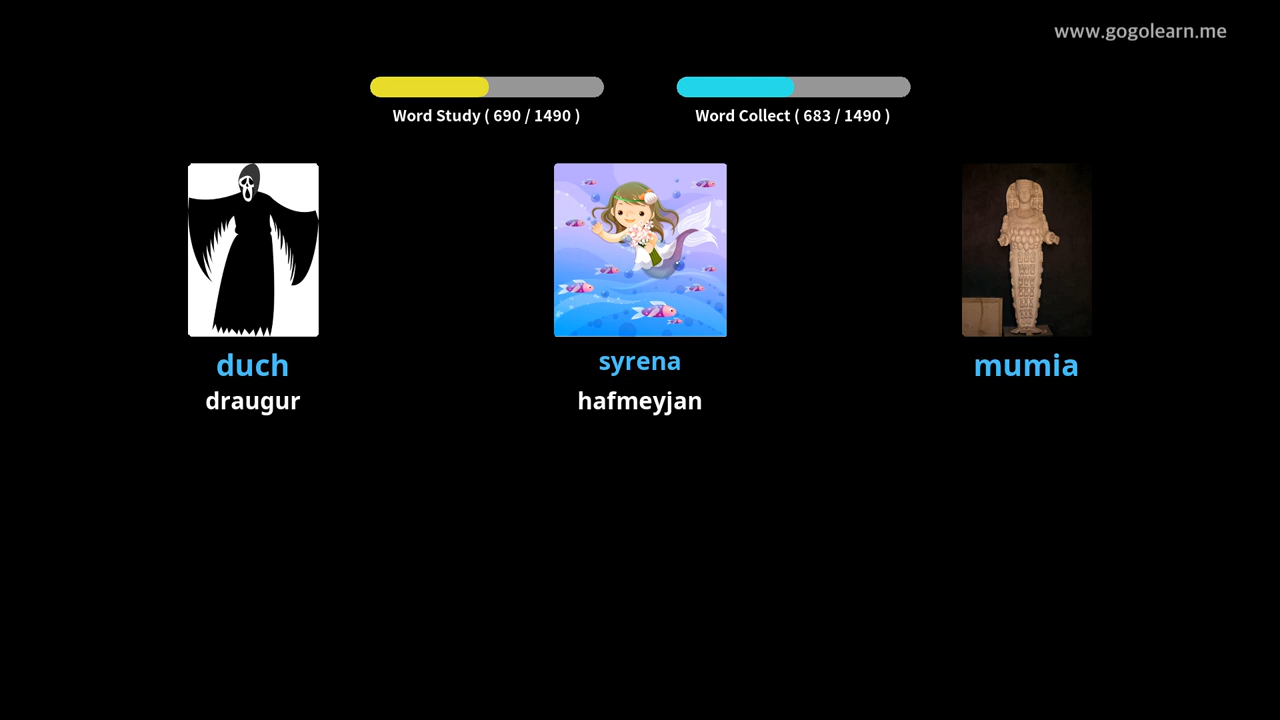 www.gogolearn.me
Word Study ( 690 / 1490 )
Word Collect ( 683 / 1490 )
duch
syrena
mumia
draugur
hafmeyjan